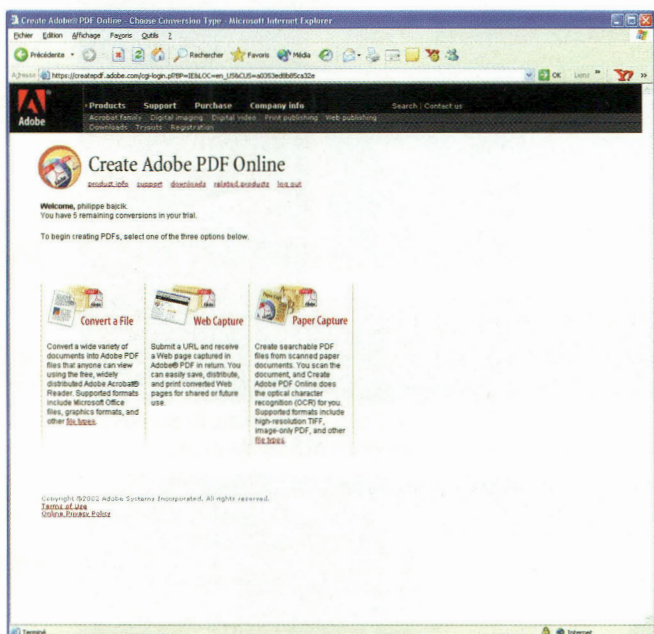 Create Adobe® PDF Online - Choose Conversion Type - Microsoft Internet Explorer
Fichier Edition Affichage Favoris Outils ?
Précédente Rechercher Favoris Média
Adresse https://createpdf.adobe.com/cgi-login.pl?BP=IE&LOC=en_US&CUS=a0353ed8b85ca32e OK Liens »
Adobe
Products Support Purchase Company info Search | Contact us
Acrobat family Digital imaging Digital video Print publishing Web publishing
Downloads Tryouts Registration
Create Adobe PDF Online
product info support downloads related products log out
Welcome, philippe bajcik.
You have 5 remaining conversions in your trial.
To begin creating PDFs, select one of the three options below.
Convert a File
Convert a wide variety of
documents into Adobe PDF
files that anyone can view
using the free, widely
distributed Adobe Acrobat®
Reader. Supported formats
include Microsoft Office
files, graphics formats, and
other file types.
Web Capture
Submit a URL and receive
a Web page captured in
Adobe® PDF in return. You
can easily save, distribute,
and print converted Web
pages for shared or future
use.
Paper Capture
Create searchable PDF
files from scanned paper
documents. You scan the
document, and Create
Adobe PDF Online does
the optical character
recognition (OCR) for you.
Supported formats include
high-resolution TIFF,
image-only PDF, and other
file types.
Copyright ©2002 Adobe Systems Incorporated. All rights reserved.
Terms of Use
Online Privacy Policy
Terminé Internet